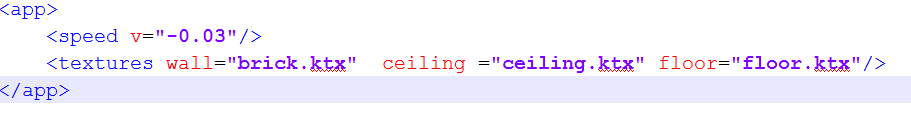 <app>
<speed v="-0.03"/>
<textures wall="brick.ktx"  ceiling ="ceiling.ktx" floor="floor.ktx"/>
</app>